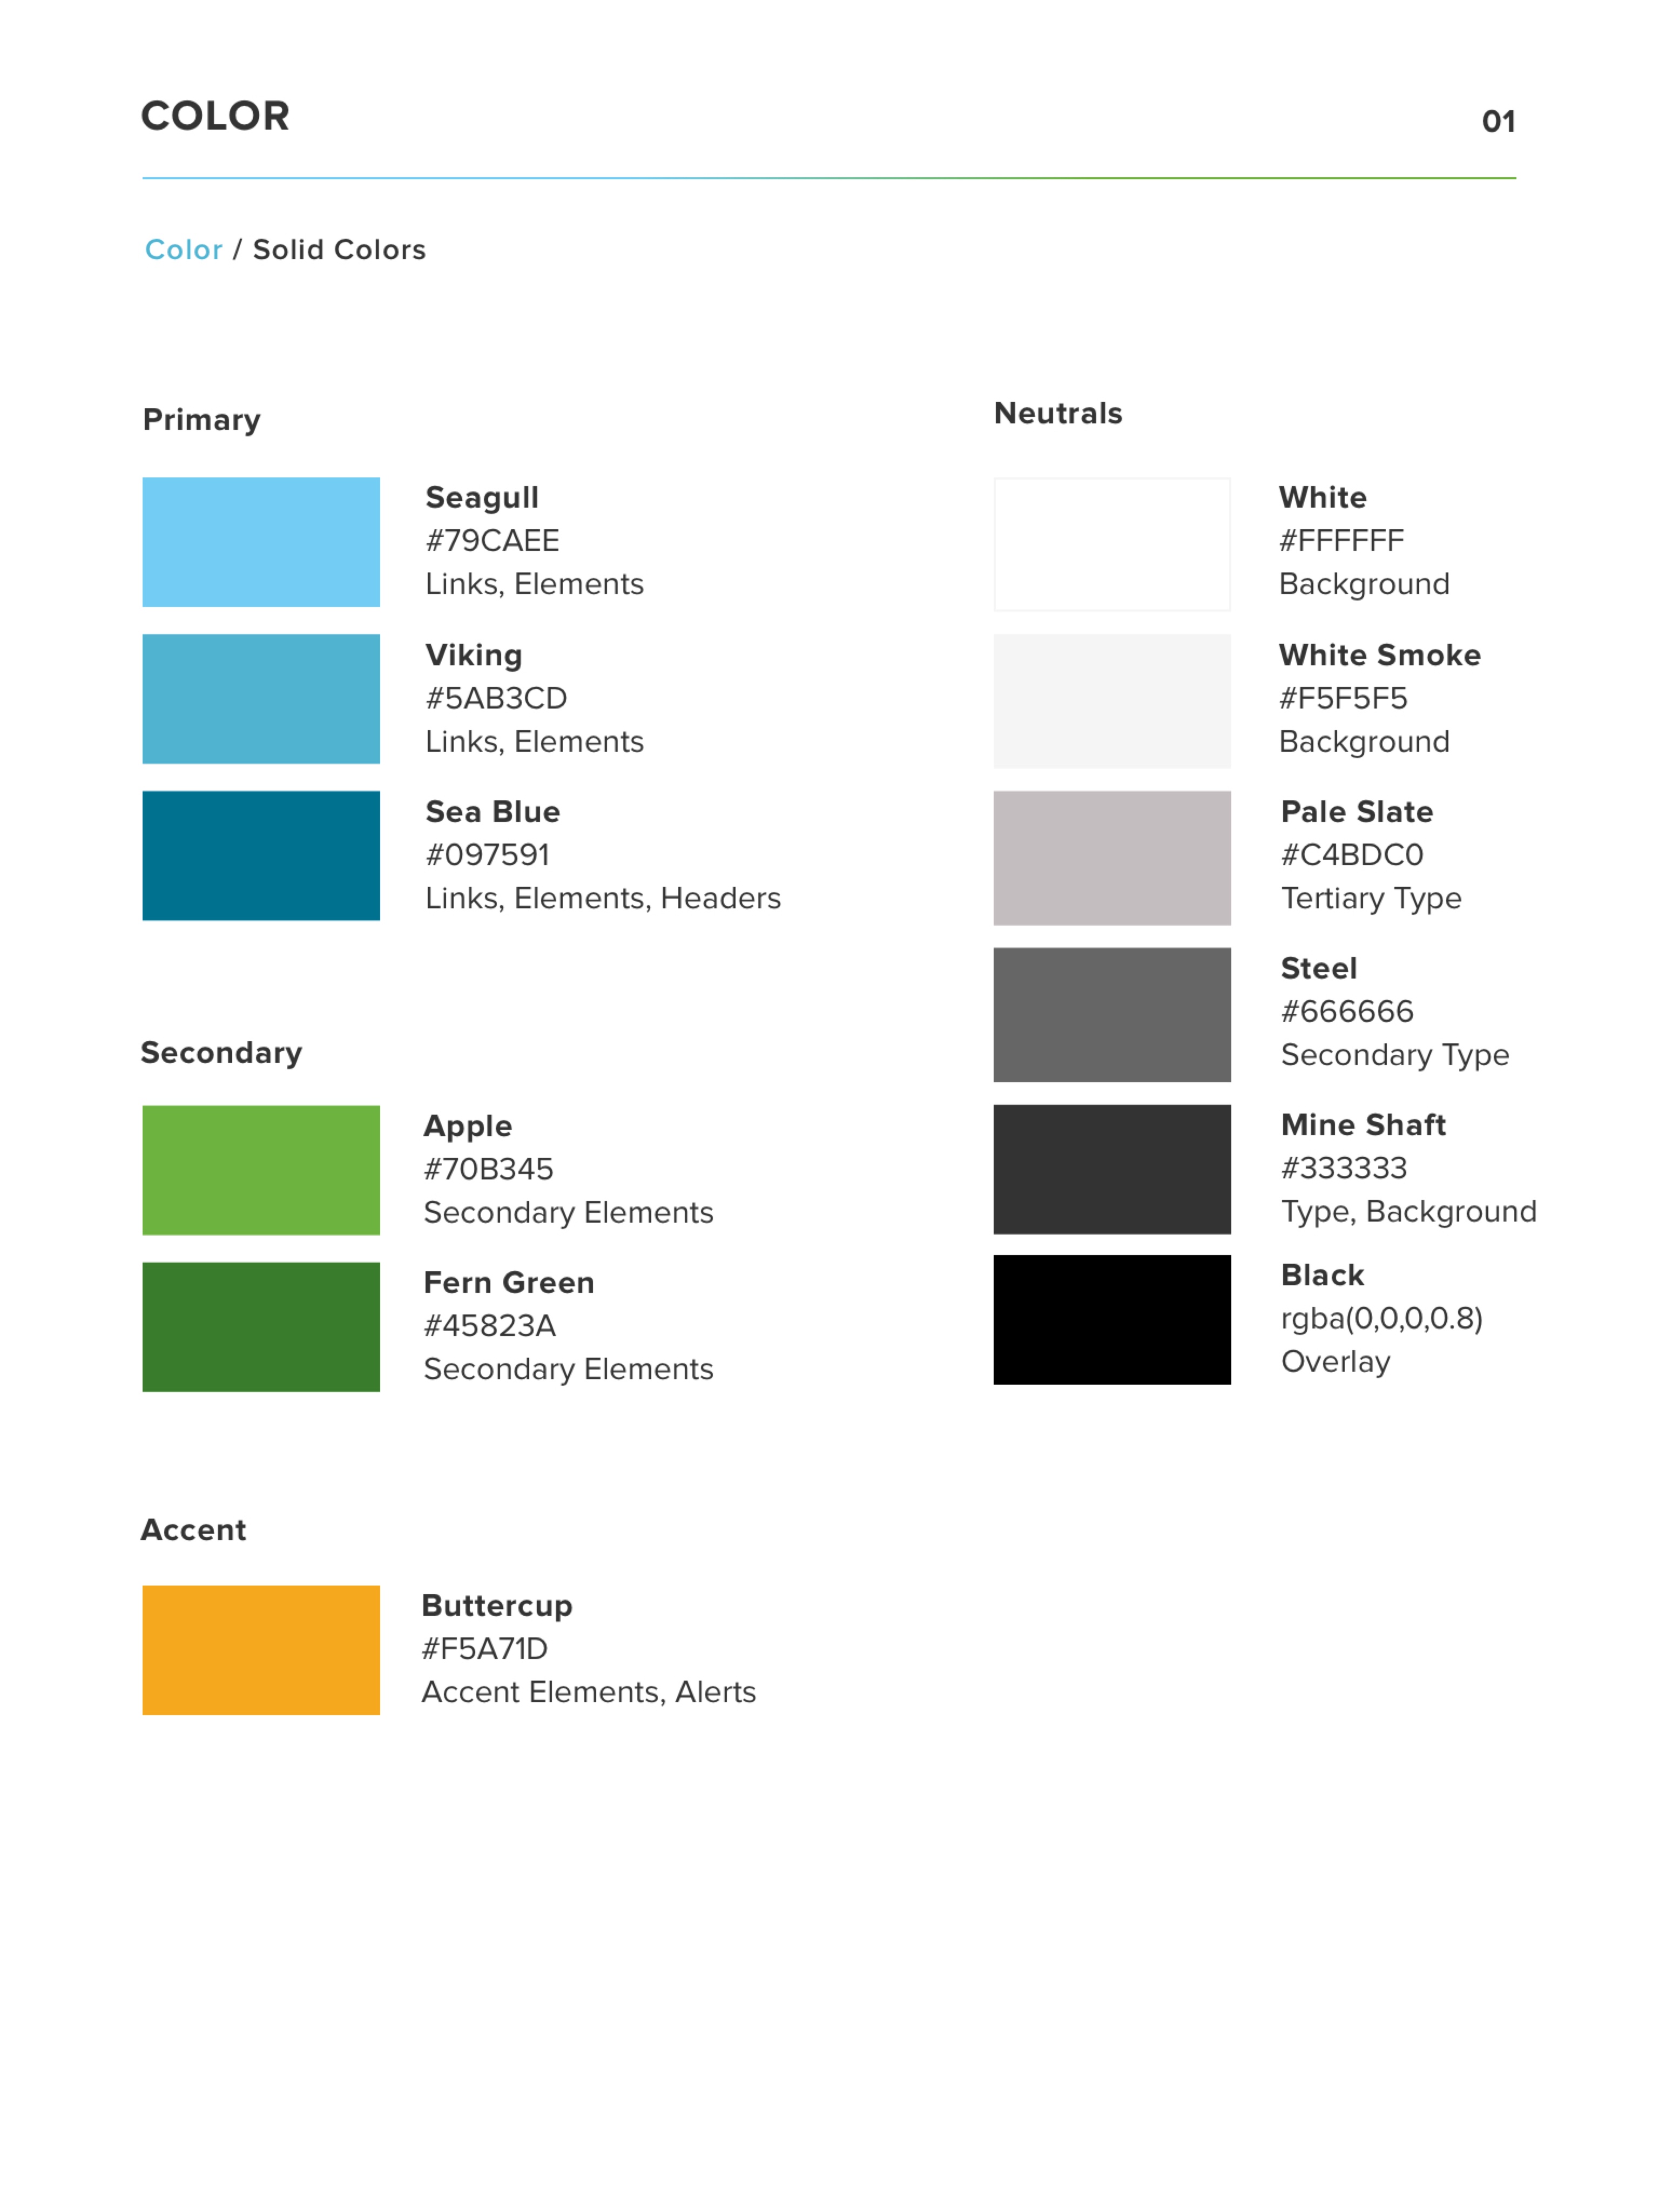 COLOR
01
Color / Solid Colors
Primary
Seagull
#79CAEE
Links, Elements
Viking
#5AB3CD
Links, Elements
Sea Blue
#097591
Links, Elements, Headers
Secondary
Apple
#70B345
Secondary Elements
Fern Green
#45823A
Secondary Elements
Accent
Buttercup
#F5A71D
Accent Elements, Alerts
Neutrals
White
#FFFFFF
Background
White Smoke
#F5F5F5
Background
Pale Slate
#C4BDC0
Tertiary Type
Steel
#666666
Secondary Type
Mine Shaft
#333333
Type, Background
Black
rgba(0,0,0,0.8)
Overlay